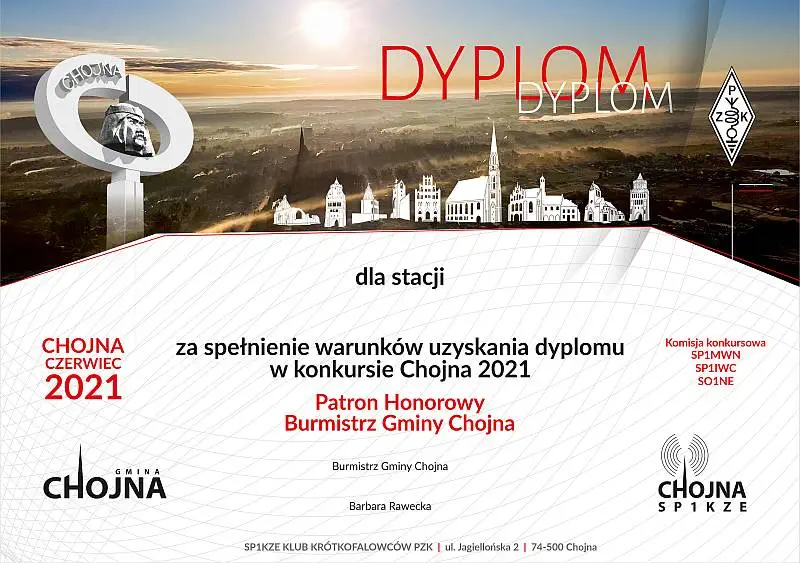 DYPLOM
DYPLOM
CHOJNA
P
Z K
dla stacji
za spełnienie warunków uzyskania dyplomu
w konkursie Chojna 2021
Patron Honorowy
Burmistrz Gminy Chojna
CHOJNA
CZERWIEC
2021
Komisja konkursowa
SP1MWN
SP1IWC
SO1NE
Burmistrz Gminy Chojna
Barbara Rawecka
GMINA
CHOJNA
CHOJNA
SP1KZE
SP1KZE KLUB KRÓTKOFALOWCÓW PZK | ul. Jagiellońska 2 | 74-500 Chojna